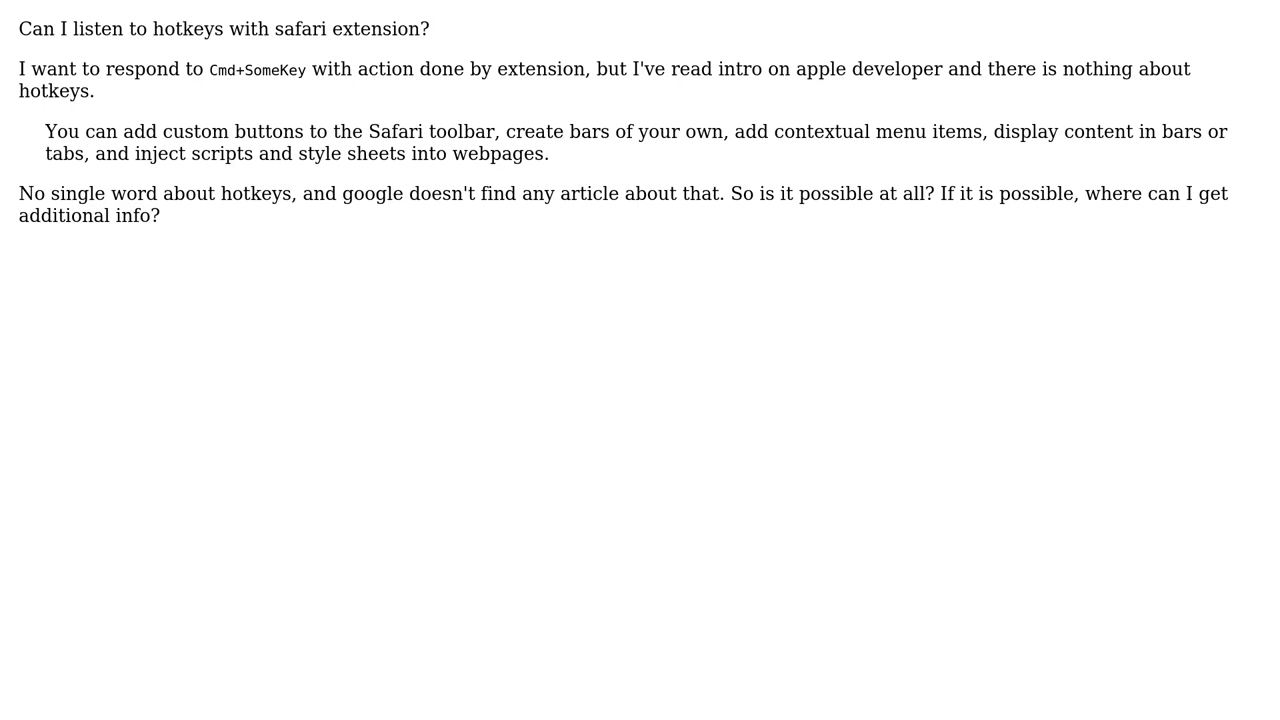 Can I listen to hotkeys with safari extension?
I want to respond to Cmd+SomeKey with action done by extension, but I've read intro on apple developer and there is nothing about
hotkeys.
You can add custom buttons to the Safari toolbar, create bars of your own, add contextual menu items, display content in bars or
tabs, and inject scripts and style sheets into webpages.
No single word about hotkeys, and google doesn't find any article about that. So is it possible at all? If it is possible, where can I get
additional info?